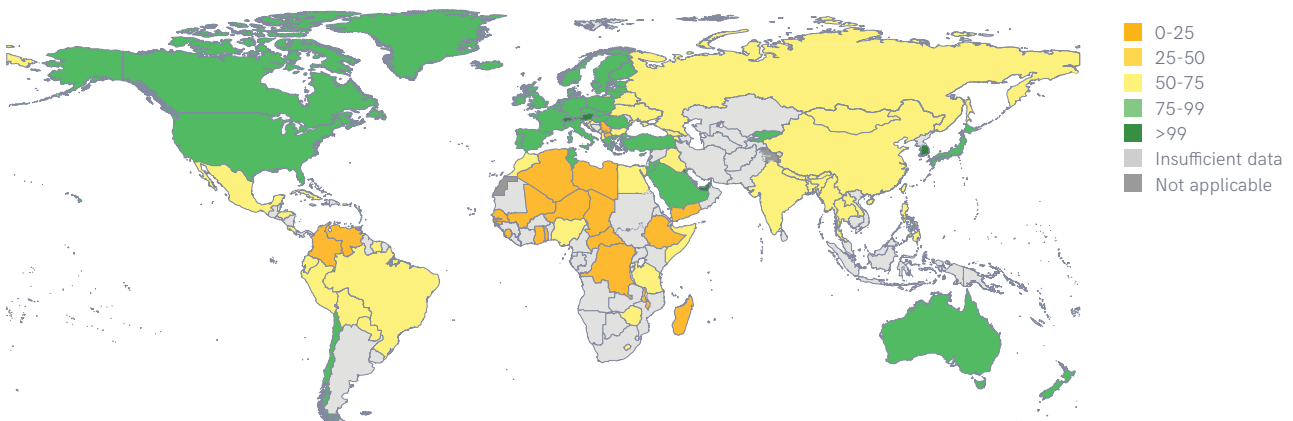 0-25
25-50
50-75
75-99
>99
Insufficient data
Not applicable